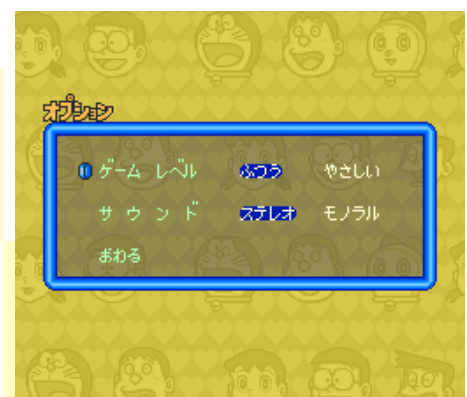 オプション
ゲーム レベル ふつう やさしい
サ ウ ン ド ステレオ モノラル
おわる